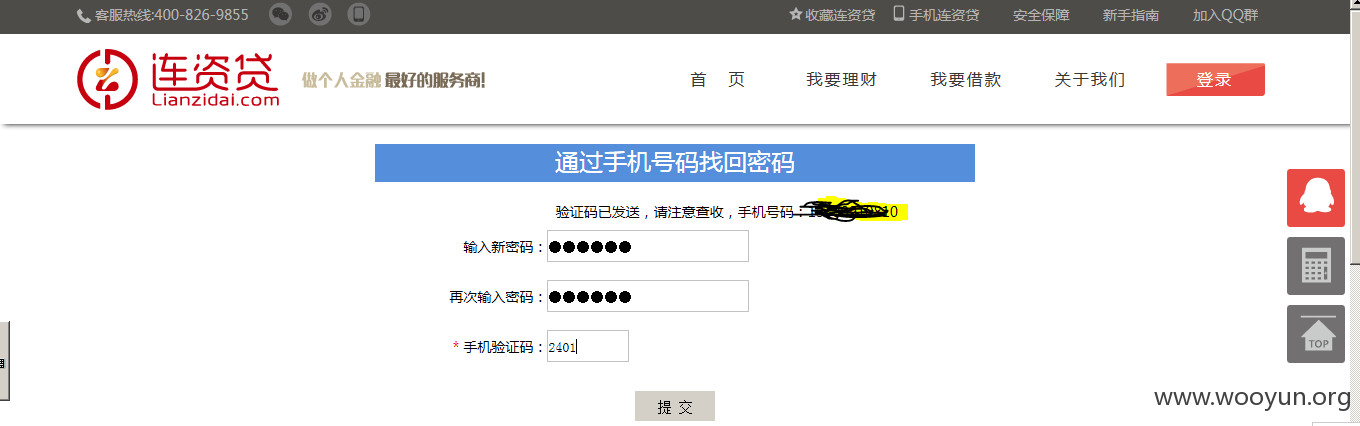 客服热线:400-826-9855 收藏连资贷 手机连资贷 安全保障 新手指南 加入QQ群
连资贷
Lianzidai.com
做个人金融 最好的服务商!
首 页 我要理财 我要借款 关于我们 登录
通过手机号码找回密码
验证码已发送，请注意查收，手机号码：
输入新密码：
再次输入密码：
* 手机验证码：2401
提 交
TOP
www.wooyun.org